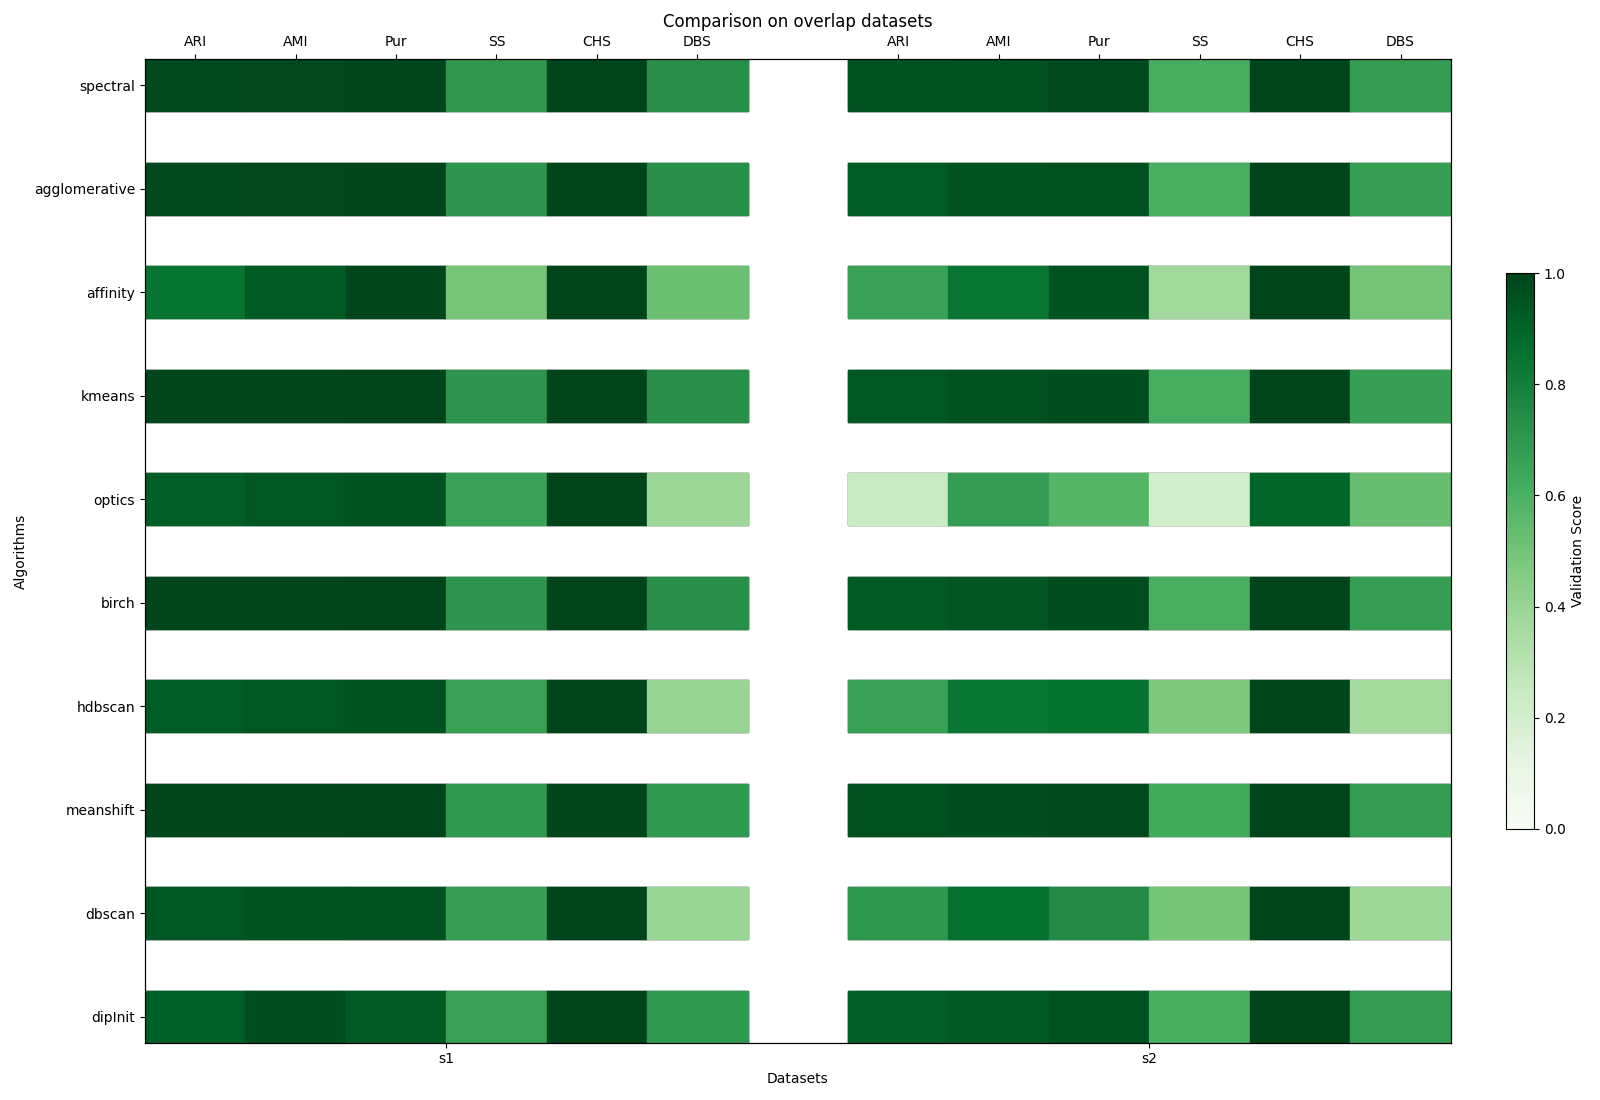 Comparison on overlap datasets
ARI AMI Pur SS CHS DBS ARI AMI Pur SS CHS DBS
spectral
agglomerative
affinity
kmeans
optics
birch
hdbscan
meanshift
dbscan
dipInit
Algorithms
s1 s2
Datasets
1.0
0.8
0.6
0.4
0.2
0.0
Validation Score